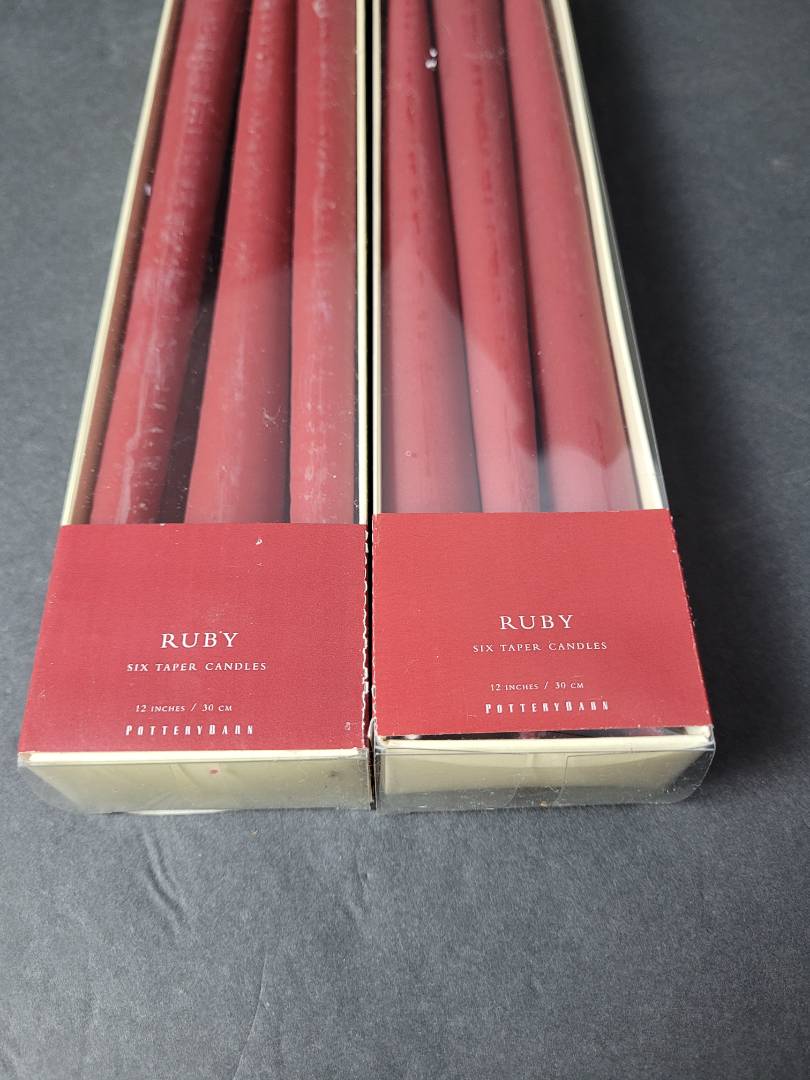 RUBY
SIX TAPER CANDLES
12 INCHES / 30 CM
POTTERYBARN
RUBY
SIX TAPER CANDLES
12 INCHES / 30 CM
POTTERYBARN